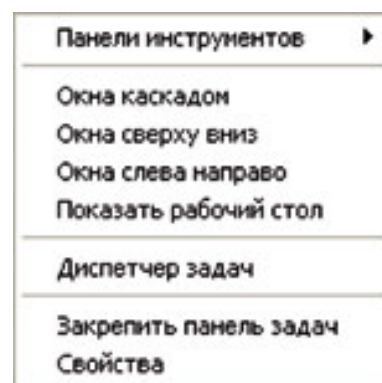 Панели инструментов
Окна каскадом
Окна сверху вниз
Окна слева направо
Показать рабочий стол
Диспетчер задач
Закрепить панель задач
Свойства